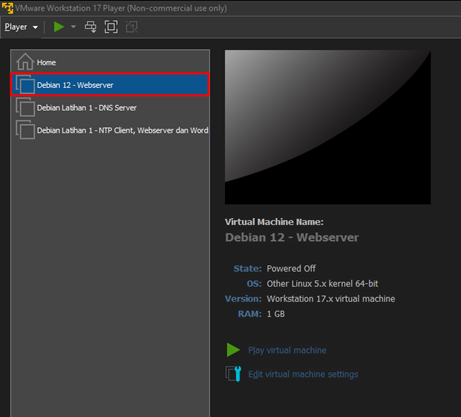 VMware Workstation 17 Player (Non-commercial use only)
Player
Home
Debian 12 - Webserver
Debian Latihan 1 - DNS Server
Debian Latihan 1 - NTP Client, Webserver dan Word
Virtual Machine Name:
Debian 12 - Webserver
State: Powered Off
OS: Other Linux 5.x kernel 64-bit
Version: Workstation 17.x virtual machine
RAM: 1 GB
Play virtual machine
Edit virtual machine settings